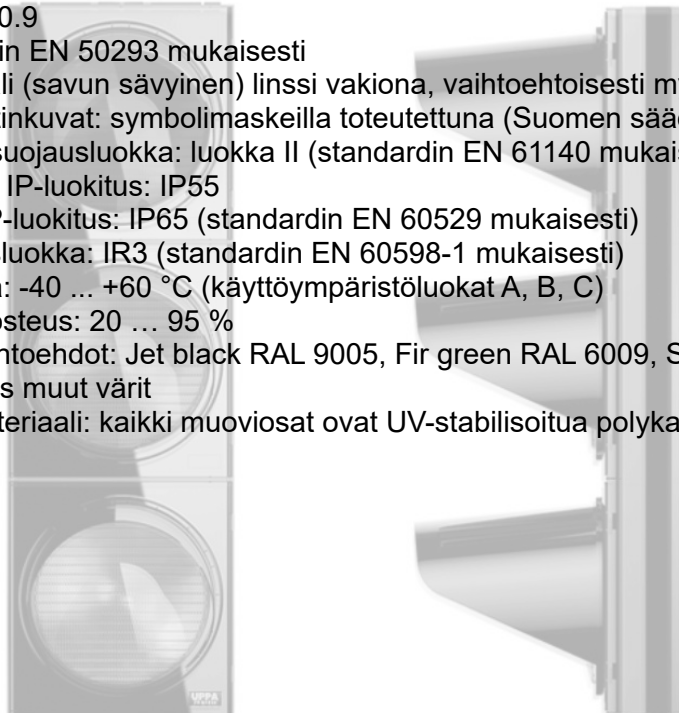 0.9
in EN 50293 mukaisesti
li (savun sävyinen) linssi vakiona, vaihtoehtoisesti m
tinkuvat: symbolimaskeilla toteutettuna (Suomen sää
suojausluokka: luokka II (standardin EN 61140 mukais
IP-luokitus: IP55
P-luokitus: IP65 (standardin EN 60529 mukaisesti)
luokka: IR3 (standardin EN 60598-1 mukaisesti)
: -40 ... +60 °C (käyttöympäristöluokat A, B, C)
osteus: 20 … 95 %
ntoehdot: Jet black RAL 9005, Fir green RAL 6009, S
s muut värit
teriaali: kaikki muoviosat ovat UV-stabilisoitua polyka
UPPA